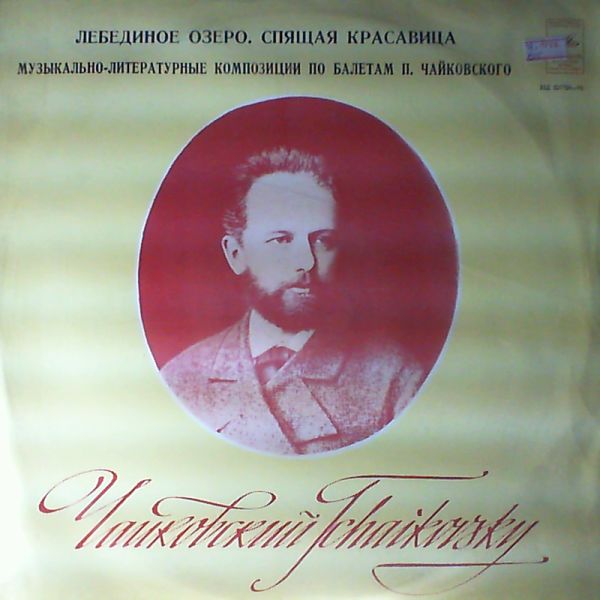 ЛЕБЕДИНОЕ ОЗЕРО. СПЯЩАЯ КРАСАВИЦА
МУЗЫКАЛЬНО-ЛИТЕРАТУРНЫЕ КОМПОЗИЦИИ ПО БАЛЕТАМ П. ЧАЙКОВСКОГО
Чайковский Tchaikovsky